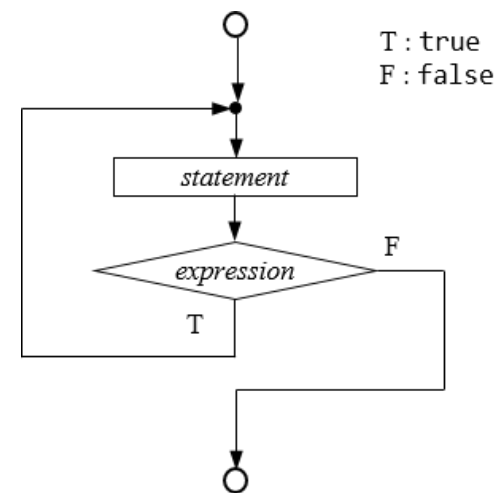 T : true
F : false
statement
expression
F
T